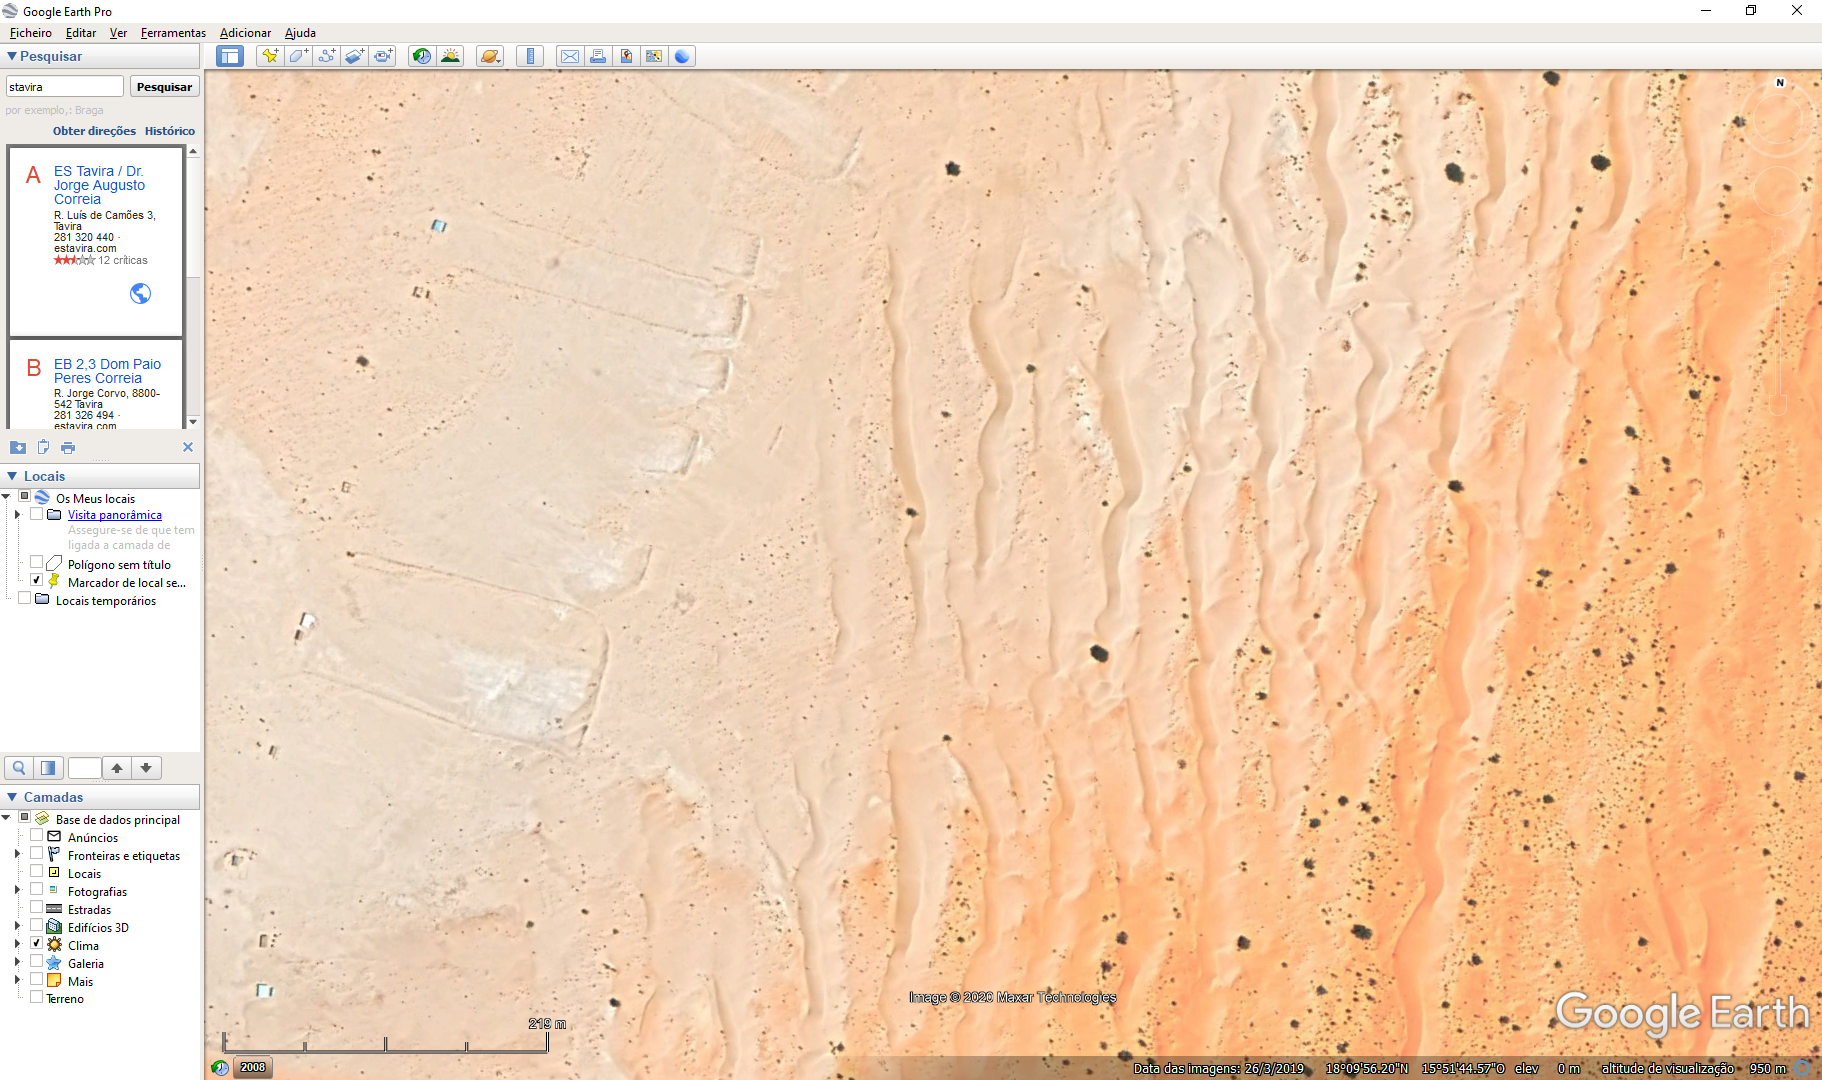 Google Earth Pro
Ficheiro Editar Ver Ferramentas Adicionar Ajuda
Pesquisar
stavira
Pesquisar
por exemplo,: Braga
Obter direções Histórico
A
ES Tavira / Dr.
Jorge Augusto
Correia
R. Luís de Camões 3,
Tavira
281 320 440 ·
estavira.com
12 críticas
B
EB 2,3 Dom Paio
Peres Correia
R. Jorge Corvo, 8800-
542 Tavira
281 326 494 ·
estavira.com
Locais
Os Meus locais
Visita panorâmica
Assegure-se de que tem
ligada a camada de
Polígono sem título
Marcador de local se...
Locais temporários
Camadas
Base de dados principal
Anúncios
Fronteiras e etiquetas
Locais
Fotografias
Estradas
Edifícios 3D
Clima
Galeria
Mais
Terreno
N
Image © 2020 Maxar Technologies
Google Earth
219 m
2008
Data das imagens: 26/3/2019 18°09'56.20"N 15°51'44.57"O elev 0 m altitude de visualização 950 m